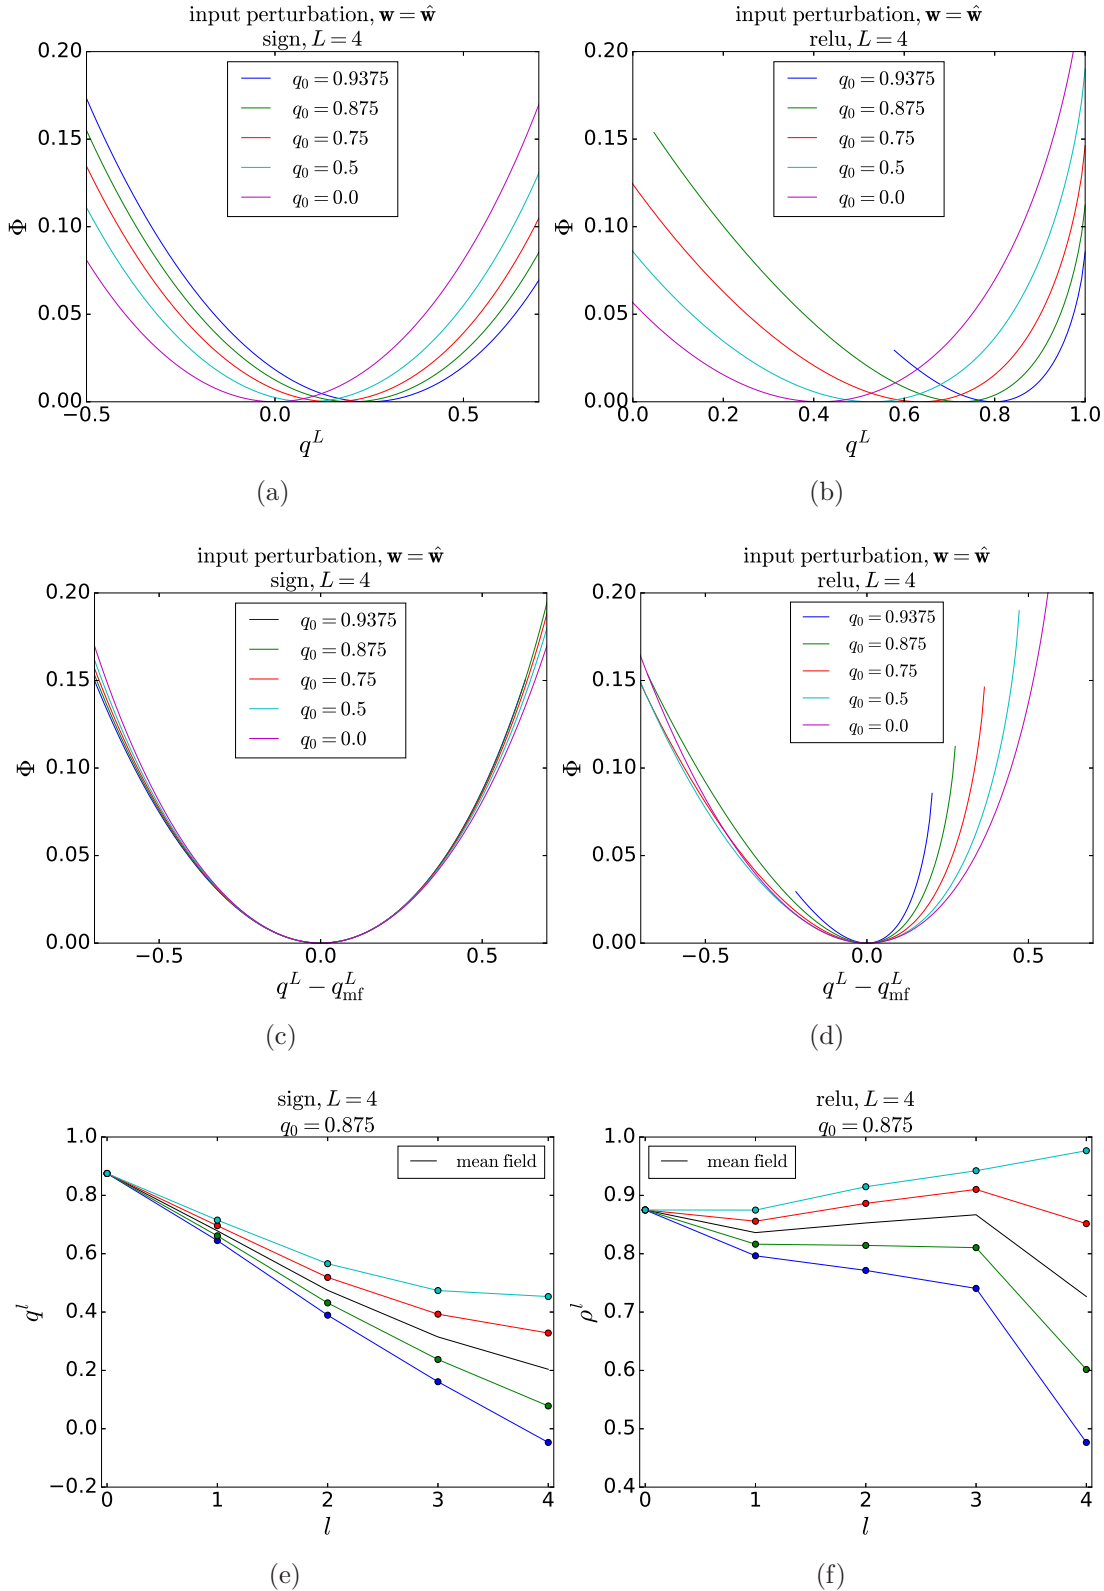 input perturbation, w = ŵ
sign, L = 4
0.20
0.15
0.10
0.05
0.00
Φ
q₀ = 0.9375
q₀ = 0.875
q₀ = 0.75
q₀ = 0.5
q₀ = 0.0
−0.5
0.0
0.5
q^L
(a)
input perturbation, w = ŵ
relu, L = 4
0.20
0.15
0.10
0.05
0.00
Φ
q₀ = 0.9375
q₀ = 0.875
q₀ = 0.75
q₀ = 0.5
q₀ = 0.0
0.0
0.2
0.4
0.6
0.8
1.0
q^L
(b)
input perturbation, w = ŵ
sign, L = 4
0.20
0.15
0.10
0.05
0.00
Φ
q₀ = 0.9375
q₀ = 0.875
q₀ = 0.75
q₀ = 0.5
q₀ = 0.0
−0.5
0.0
0.5
q^L − q^L_mf
(c)
input perturbation, w = ŵ
relu, L = 4
0.20
0.15
0.10
0.05
0.00
Φ
q₀ = 0.9375
q₀ = 0.875
q₀ = 0.75
q₀ = 0.5
q₀ = 0.0
−0.5
0.0
0.5
q^L − q^L_mf
(d)
sign, L = 4
q₀ = 0.875
1.0
0.8
0.6
0.4
0.2
0.0
−0.2
q^l
mean field
0
1
2
3
4
l
(e)
relu, L = 4
q₀ = 0.875
1.0
0.9
0.8
0.7
0.6
0.5
0.4
ρ^l
mean field
0
1
2
3
4
l
(f)